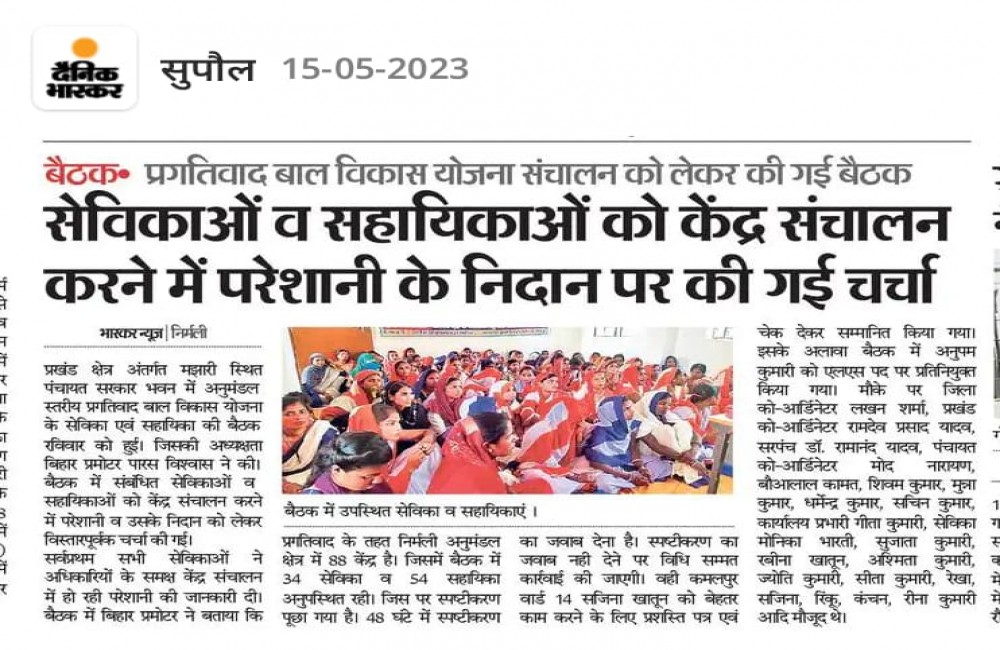 दैनिक
भास्कर
सुपौल 15-05-2023
बैठक• प्रगतिवाद बाल विकास योजना संचालन को लेकर की गई बैठक
सेविकाओं व सहायिकाओं को केंद्र संचालन
करने में परेशानी के निदान पर की गई चर्चा
भास्कर न्यूज़ | निर्मली
प्रखंड क्षेत्र अंतर्गत मझारी स्थित
पंचायत सरकार भवन में अनुमंडल
स्तरीय प्रगतिवाद बाल विकास योजना
के सेविका एवं सहायिका की बैठक
रविवार को हुई। जिसकी अध्यक्षता
बिहार प्रमोटर पारस विश्वास ने की।
बैठक में संबंधित सेविकाओं व
सहायिकाओं को केंद्र संचालन करने
में परेशानी व उसके निदान को लेकर
विस्तारपूर्वक चर्चा की गई।
सर्वप्रथम सभी सेविकाओं ने
अधिकारियों के समक्ष केंद्र संचालन
में हो रही परेशानी की जानकारी दी।
बैठक में बिहार प्रमोटर ने बताया कि
बैठक में उपस्थित सेविका व सहायिकाएं ।
प्रगतिवाद के तहत निर्मली अनुमंडल
क्षेत्र में 88 केंद्र है। जिसमें बैठक में
34 सेविका व 54 सहायिका
अनुपस्थित रही। जिस पर स्पष्टीकरण
पूछा गया है। 48 घंटे में स्पष्टीकरण
का जवाब देना है। स्पष्टीकरण का
जवाब नही देने पर विधि सम्मत
कार्रवाई की जाएगी। वही कमलपुर
वार्ड 14 सजिना खातून को बेहतर
काम करने के लिए प्रशस्ति पत्र एवं
चेक देकर सम्मानित किया गया।
इसके अलावा बैठक में अनुपम
कुमारी को एलएस पद पर प्रतिनियुक्त
किया गया। मौके पर जिला
को-आर्डिनेटर लखन शर्मा, प्रखंड
को-आर्डिनेटर रामदेव प्रसाद यादव,
सरपंच डॉ. रामानंद यादव, पंचायत
को-आर्डिनेटर मोद नारायण,
बौआलाल कामत, शिवम कुमार, मुन्ना
कुमार, धर्मेन्द्र कुमार, सचिन कुमार,
कार्यालय प्रभारी गीता कुमारी, सेविका
मोनिका भारती, सुजाता कुमारी,
रबीना खातून, अश्मिता कुमारी,
ज्योति कुमारी, सीता कुमारी, रेखा,
सजिना, रिंकू, कंचन, रीना कुमारी
आदि मौजूद थे।